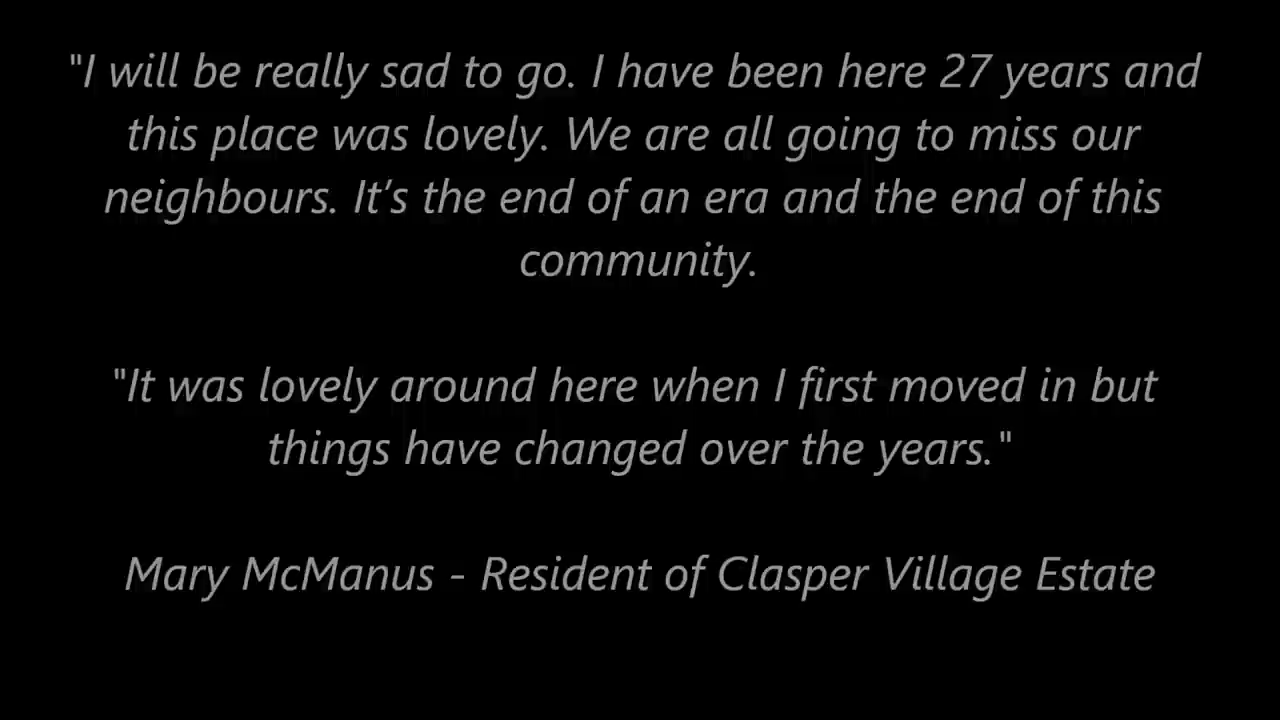 "I will be really sad to go. I have been here 27 years and
this place was lovely. We are all going to miss our
neighbours. It’s the end of an era and the end of this
community.
"It was lovely around here when I first moved in but
things have changed over the years."
Mary McManus - Resident of Clasper Village Estate